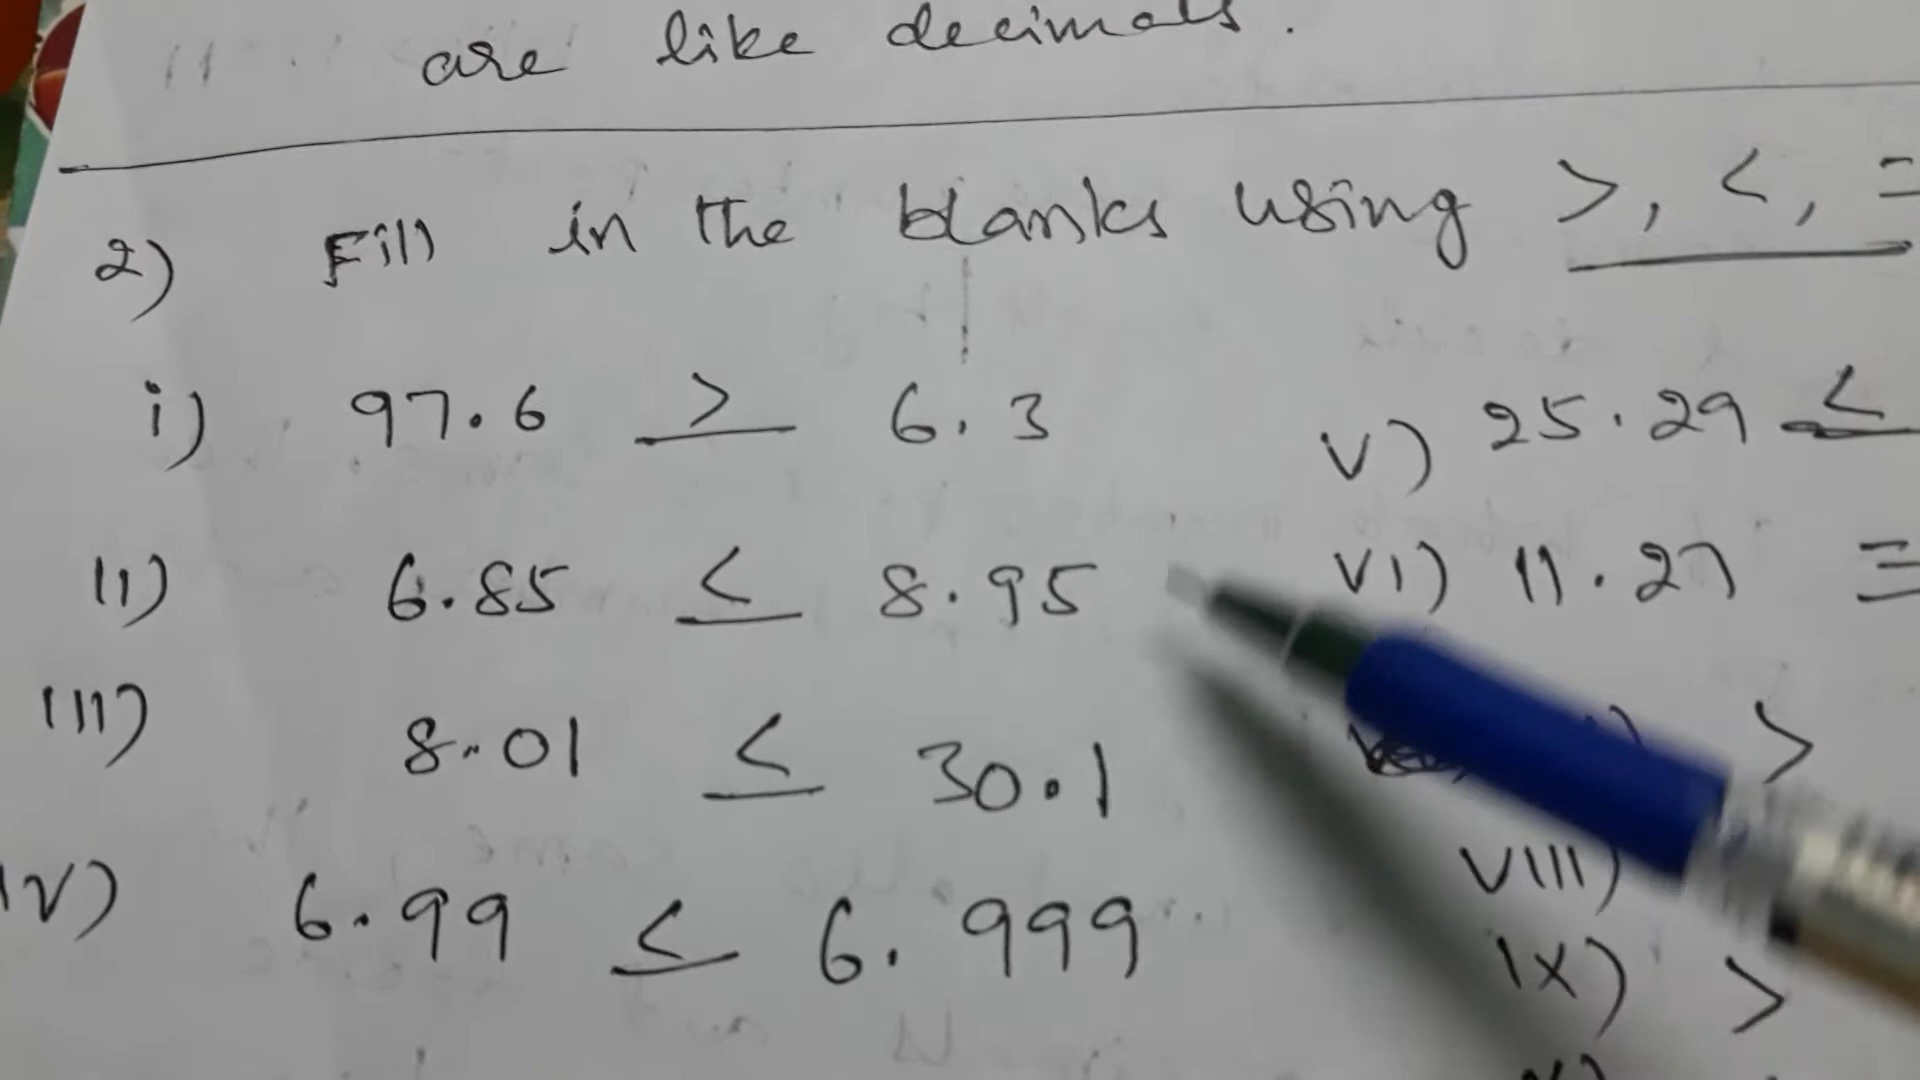 are like decimals.
2) Fill in the blanks using >, <, =
i) 97.6 > 6.3
ii) 6.85 < 8.95
iii) 8.01 < 30.1
iv) 6.99 < 6.999
v) 25.29 <
vi) 11.27 =
>
viii)
ix) >